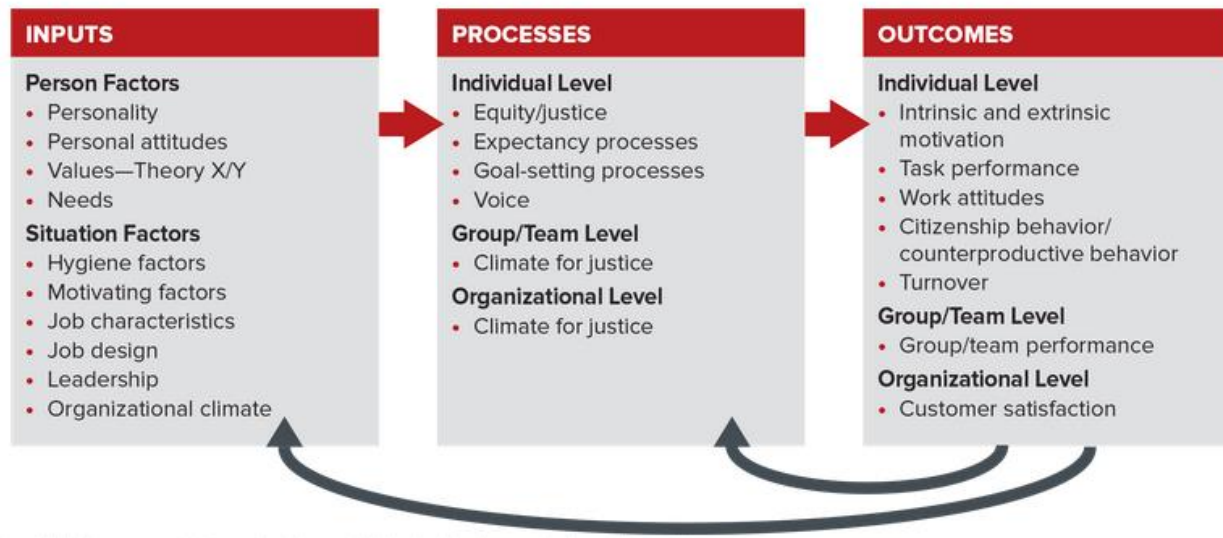 INPUTS
Person Factors
• Personality
• Personal attitudes
• Values—Theory X/Y
• Needs
Situation Factors
• Hygiene factors
• Motivating factors
• Job characteristics
• Job design
• Leadership
• Organizational climate
PROCESSES
Individual Level
• Equity/justice
• Expectancy processes
• Goal-setting processes
• Voice
Group/Team Level
• Climate for justice
Organizational Level
• Climate for justice
OUTCOMES
Individual Level
• Intrinsic and extrinsic
motivation
• Task performance
• Work attitudes
• Citizenship behavior/
counterproductive behavior
• Turnover
Group/Team Level
• Group/team performance
Organizational Level
• Customer satisfaction